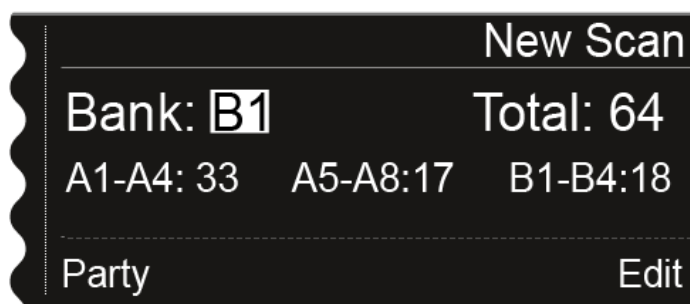 New Scan
Bank: B1 Total: 64
A1-A4: 33 A5-A8:17 B1-B4:18
Party Edit